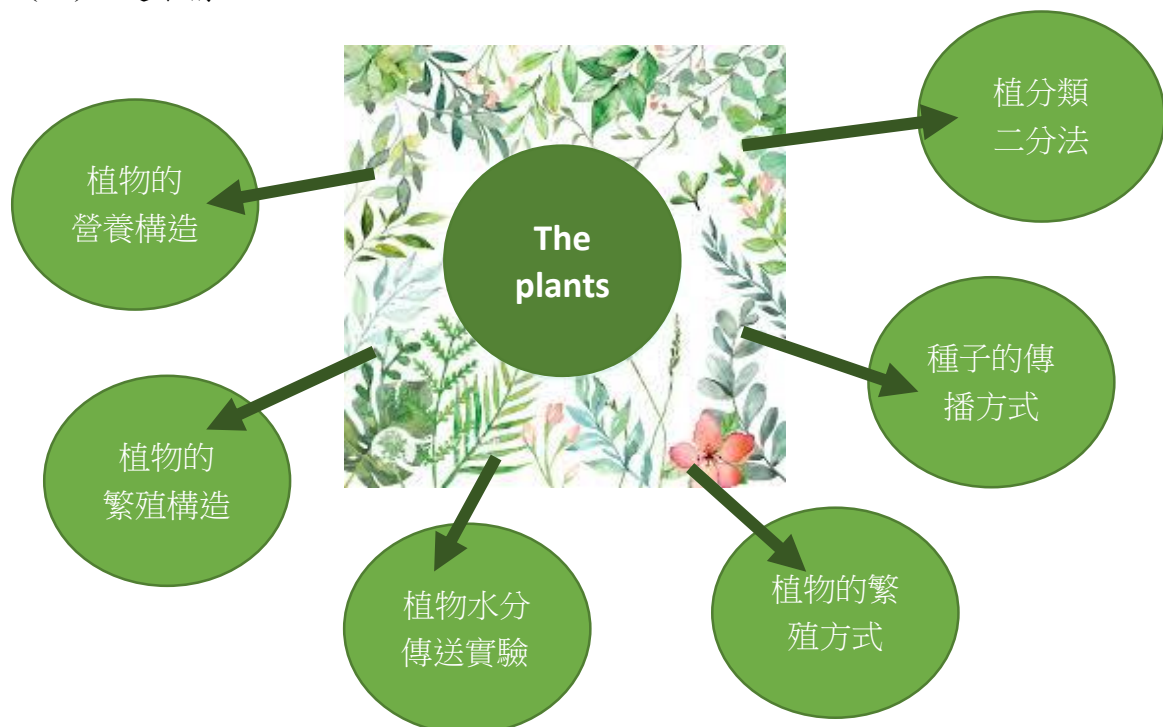 The
plants
植分類
二分法
植物的
營養構造
種子的傳
播方式
植物的
繁殖構造
植物水分
傳送實驗
植物的繁
殖方式